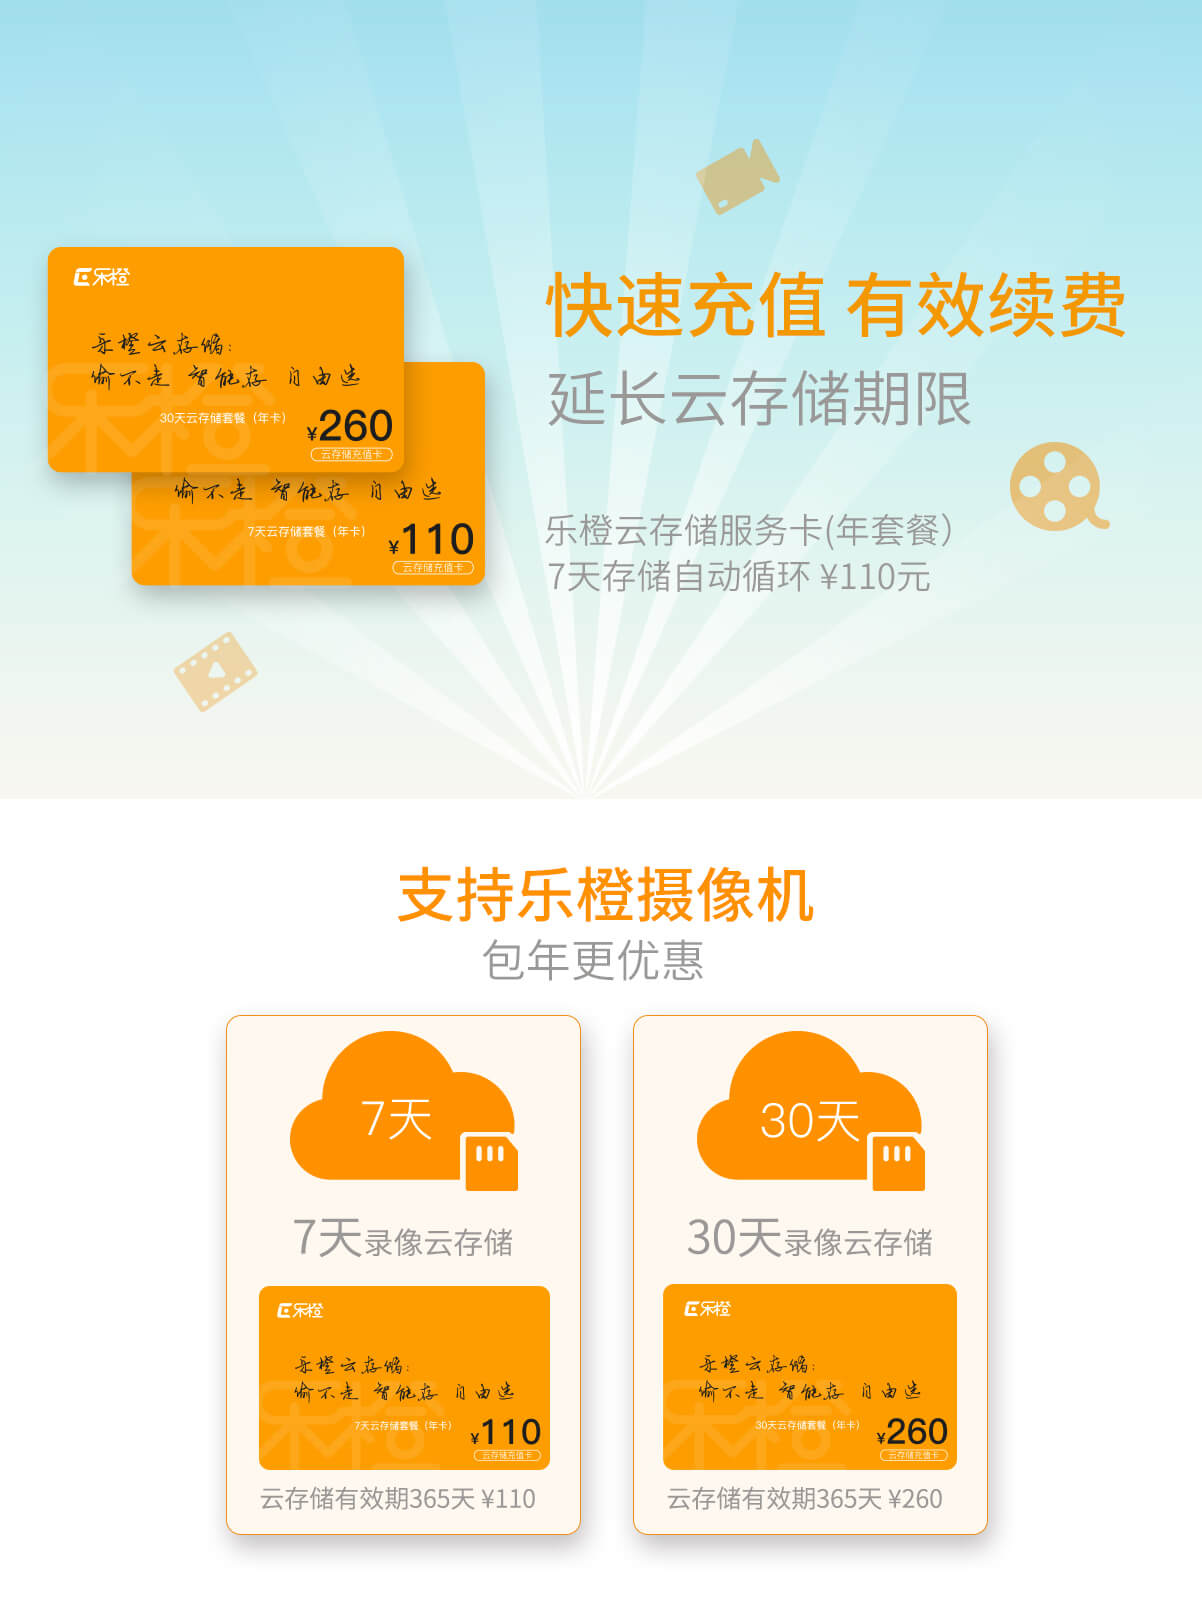 乐橙
乐橙云存储:
偷不走 智能存 自由选
30天云存储套餐（年卡）
¥260
云存储充值卡
偷不走 智能存 自由选
7天云存储套餐（年卡）
¥110
云存储充值卡
快速充值 有效续费
延长云存储期限
乐橙云存储服务卡(年套餐）
7天存储自动循环 ¥110元
支持乐橙摄像机
包年更优惠
7天
7天录像云存储
乐橙
乐橙云存储:
偷不走 智能存 自由选
7天云存储套餐（年卡）
¥110
云存储充值卡
云存储有效期365天 ¥110
30天
30天录像云存储
乐橙
乐橙云存储:
偷不走 智能存 自由选
30天云存储套餐（年卡）
¥260
云存储充值卡
云存储有效期365天 ¥260